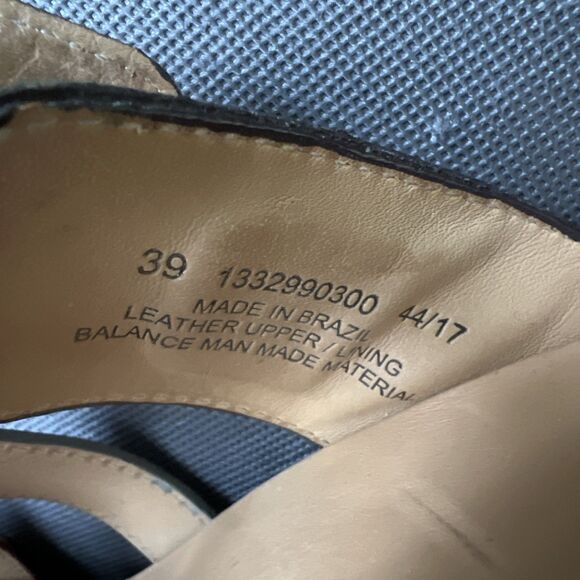 39 1332990300 44/17
MADE IN BRAZIL
LEATHER UPPER / LINING
BALANCE MAN MADE MATERIAL